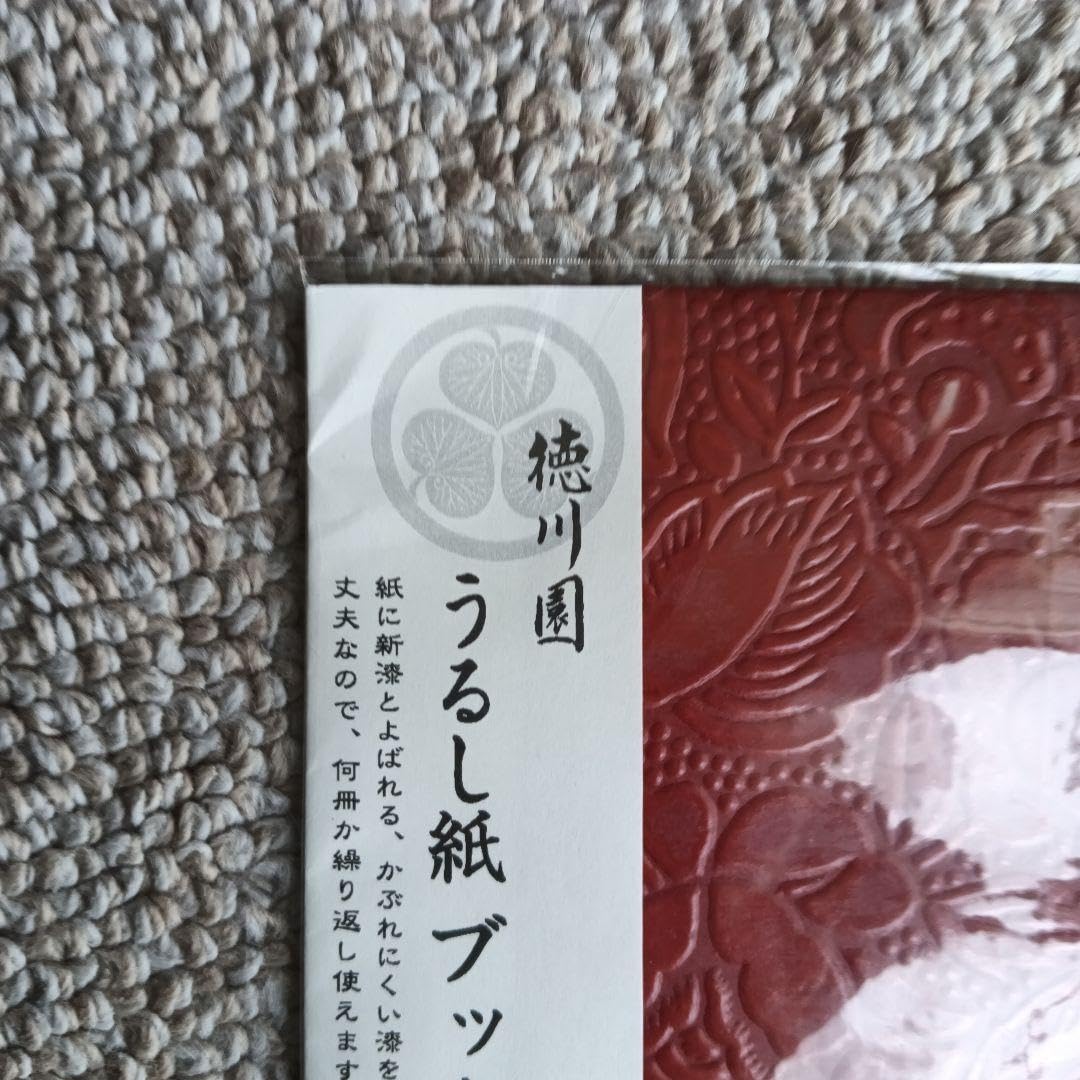 徳川園
うるし紙 ブッ
紙に新漆とよばれる、かぶれにくい漆を
丈夫なので、何冊か繰り返し使えます